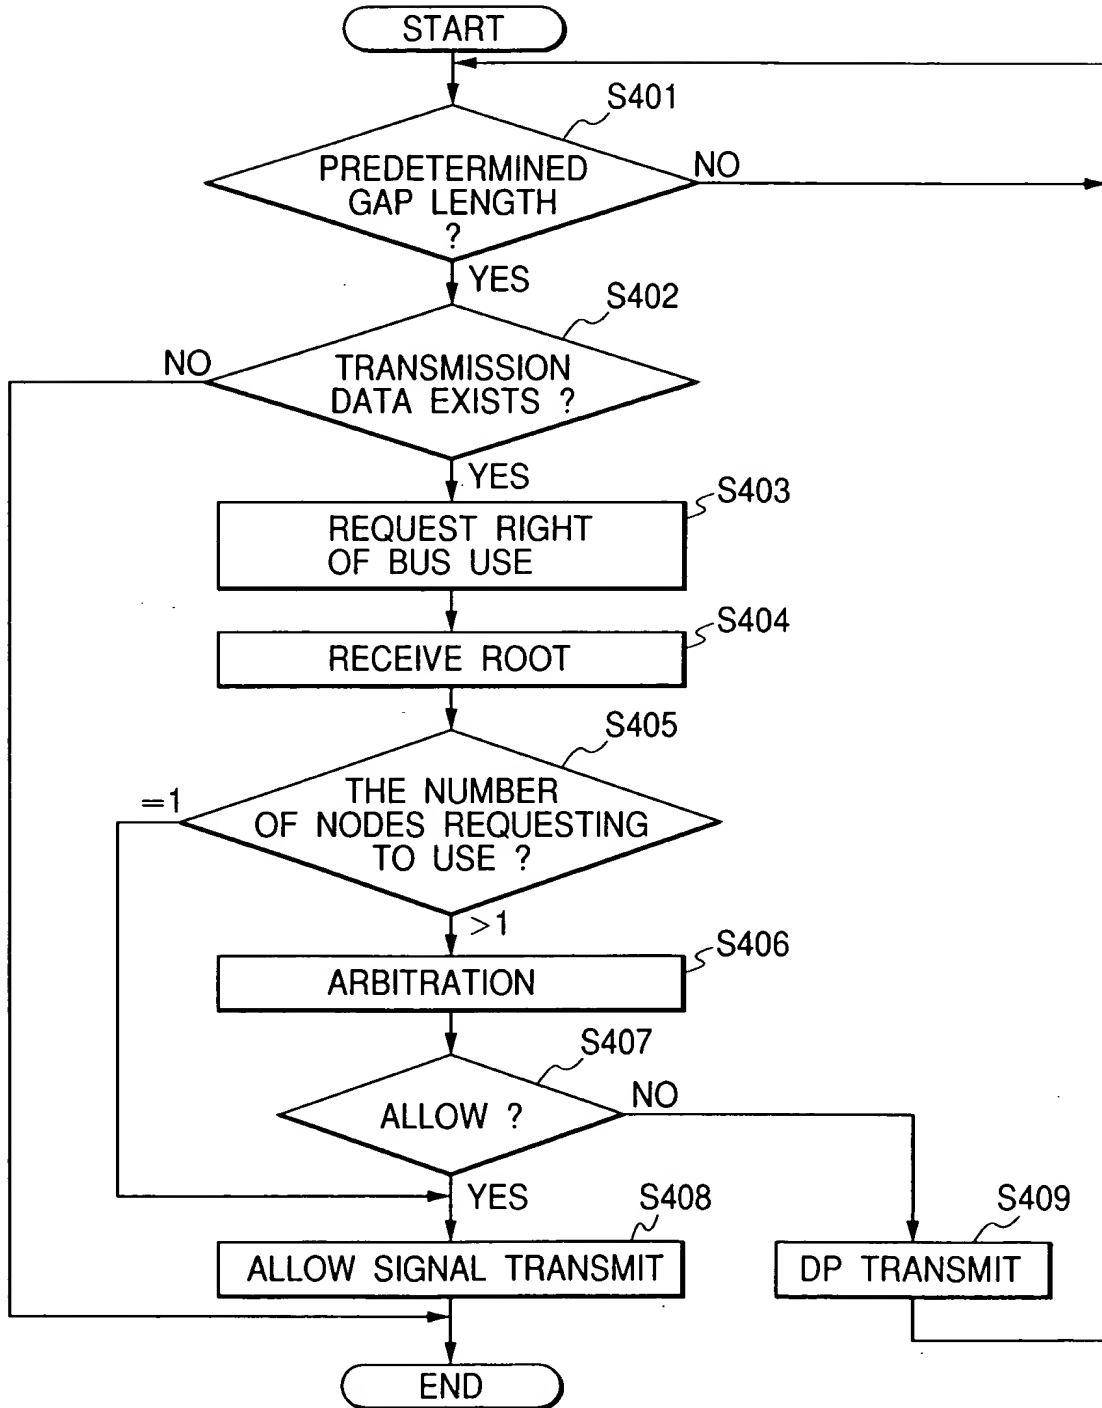 START
S401
PREDETERMINED
GAP LENGTH
?
NO
YES
S402
NO
TRANSMISSION
DATA EXISTS ?
YES
S403
REQUEST RIGHT
OF BUS USE
S404
RECEIVE ROOT
S405
=1
THE NUMBER
OF NODES REQUESTING
TO USE ?
>1
S406
ARBITRATION
S407
ALLOW ?
NO
YES
S408
ALLOW SIGNAL TRANSMIT
S409
DP TRANSMIT
END